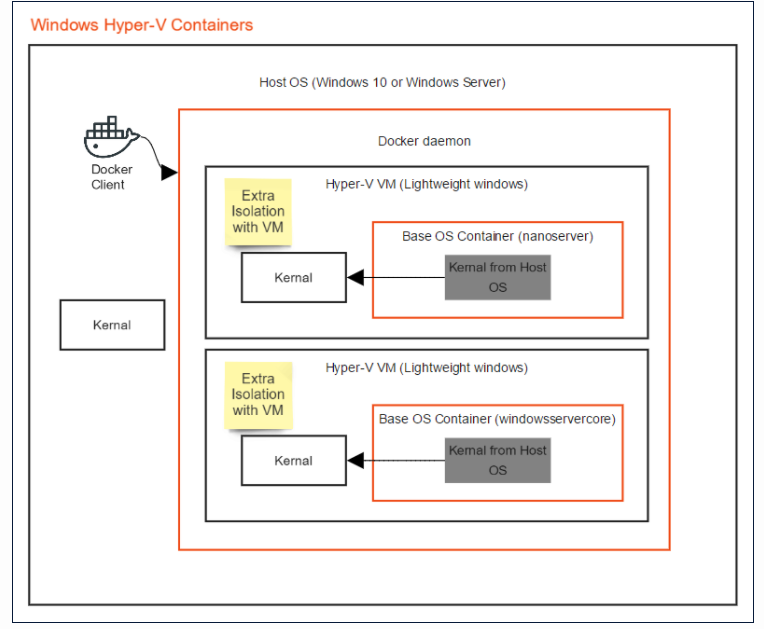 Windows Hyper-V Containers
Host OS (Windows 10 or Windows Server)
Docker
Client
Docker daemon
Hyper-V VM (Lightweight windows)
Extra
Isolation
with VM
Base OS Container (nanoserver)
Kernal
Kernal from Host
OS
Kernal
Hyper-V VM (Lightweight windows)
Extra
Isolation
with VM
Base OS Container (windowsservercore)
Kernal
Kernal from Host
OS